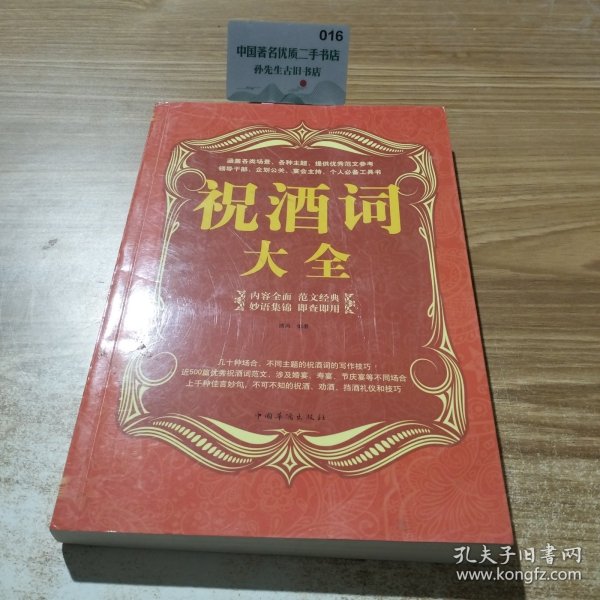 016
中国著名优质二手书店
孙先生古旧书店
涵盖各类场景、各种主题、提供优秀范文参考
领导干部、企划公关、宴会主持、个人必备工具书
祝酒词
大全
内容全面 范文经典
妙语集锦 即查即用
编著
几十种场合、不同主题的祝酒词的写作技巧，
近500篇优秀祝酒词范文，涉及婚宴、寿宴、节庆宴等不同场合
上千种佳言妙句，不可不知的祝酒、劝酒、挡酒礼仪和技巧
中国华侨出版社
孔夫子旧书网
www.kongfz.com